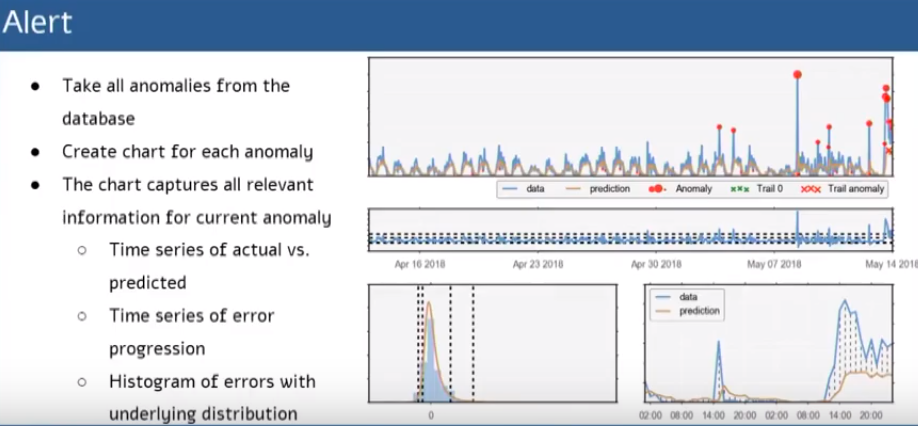 Alert
● Take all anomalies from the
database
● Create chart for each anomaly
● The chart captures all relevant
information for current anomaly
○ Time series of actual vs.
predicted
○ Time series of error
progression
○ Histogram of errors with
underlying distribution
data prediction Anomaly Trail 0 Trail anomaly
Apr 16 2018 Apr 23 2018 Apr 30 2018 May 07 2018 May 14 2018
0
data
prediction
02:00 08:00 14:00 20:00 02:00 08:00 14:00 20:00